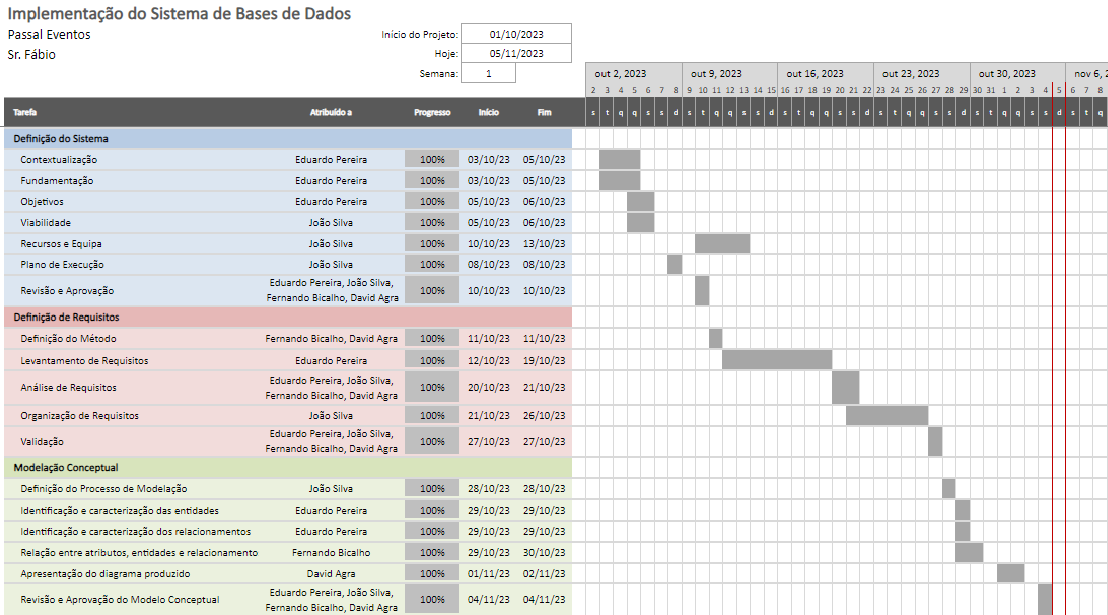 Implementação do Sistema de Bases de Dados
Passal Eventos
Início do Projeto: 01/10/2023
Sr. Fábio
Hoje: 05/11/2023
Semana: 1
out 2, 2023 out 9, 2023 out 16, 2023 out 23, 2023 out 30, 2023 nov 6, 2
2 3 4 5 6 7 8 9 10 11 12 13 14 15 16 17 18 19 20 21 22 23 24 25 26 27 28 29 30 31 1 2 3 4 5 6 7 8
Tarefa Atribuído a Progresso Início Fim s t q q s s d s t q q s s d s t q q s s d s t q q s s d s t q q s s d s t q
Definição do Sistema
Contextualização Eduardo Pereira 100% 03/10/23 05/10/23
Fundamentação Eduardo Pereira 100% 03/10/23 05/10/23
Objetivos Eduardo Pereira 100% 05/10/23 06/10/23
Viabilidade João Silva 100% 05/10/23 06/10/23
Recursos e Equipa João Silva 100% 10/10/23 13/10/23
Plano de Execução João Silva 100% 08/10/23 08/10/23
Revisão e Aprovação Eduardo Pereira, João Silva,
Fernando Bicalho, David Agra 100% 10/10/23 10/10/23
Definição de Requisitos
Definição do Método Fernando Bicalho, David Agra 100% 11/10/23 11/10/23
Levantamento de Requisitos Eduardo Pereira 100% 12/10/23 19/10/23
Análise de Requisitos Eduardo Pereira, João Silva,
Fernando Bicalho, David Agra 100% 20/10/23 21/10/23
Organização de Requisitos João Silva 100% 21/10/23 26/10/23
Validação Eduardo Pereira, João Silva,
Fernando Bicalho, David Agra 100% 27/10/23 27/10/23
Modelação Conceptual
Definição do Processo de Modelação João Silva 100% 28/10/23 28/10/23
Identificação e caracterização das entidades Eduardo Pereira 100% 29/10/23 29/10/23
Identificação e caracterização dos relacionamentos Eduardo Pereira 100% 29/10/23 29/10/23
Relação entre atributos, entidades e relacionamento Fernando Bicalho 100% 29/10/23 30/10/23
Apresentação do diagrama produzido David Agra 100% 01/11/23 02/11/23
Revisão e Aprovação do Modelo Conceptual Eduardo Pereira, João Silva,
Fernando Bicalho, David Agra 100% 04/11/23 04/11/23